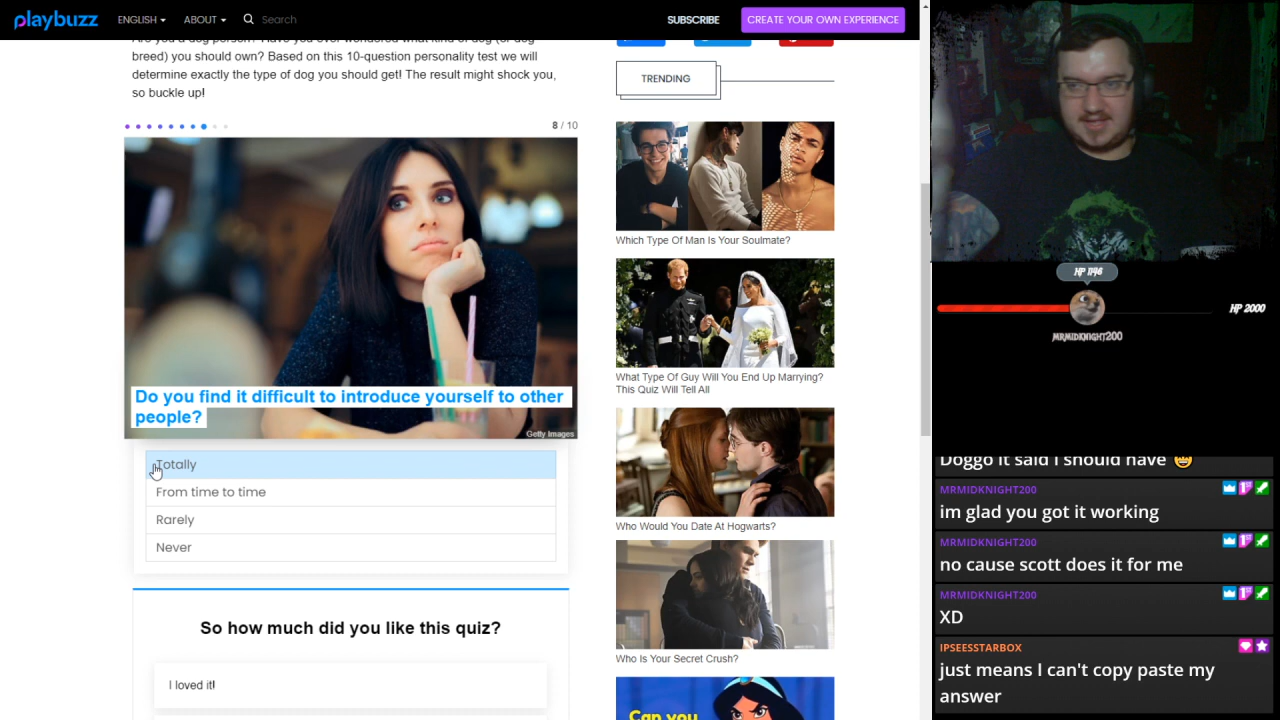 playbuzz
ENGLISH
ABOUT
Search
SUBSCRIBE
CREATE YOUR OWN EXPERIENCE
breed) you should own? Based on this 10-question personality test we will
determine exactly the type of dog you should get! The result might shock you,
so buckle up!
8 / 10
Do you find it difficult to introduce yourself to other
people?
Getty Images
Totally
From time to time
Rarely
Never
So how much did you like this quiz?
I loved it!
TRENDING
Which Type Of Man Is Your Soulmate?
What Type Of Guy Will You End Up Marrying?
This Quiz Will Tell All
Who Would You Date At Hogwarts?
Who Is Your Secret Crush?
Can you
HP 1146
HP 2000
MRMIDKNIGHT200
Doggo it said I should have
MRMIDKNIGHT200
im glad you got it working
MRMIDKNIGHT200
no cause scott does it for me
MRMIDKNIGHT200
XD
IPSEESSTARBOX
just means I can't copy paste my
answer